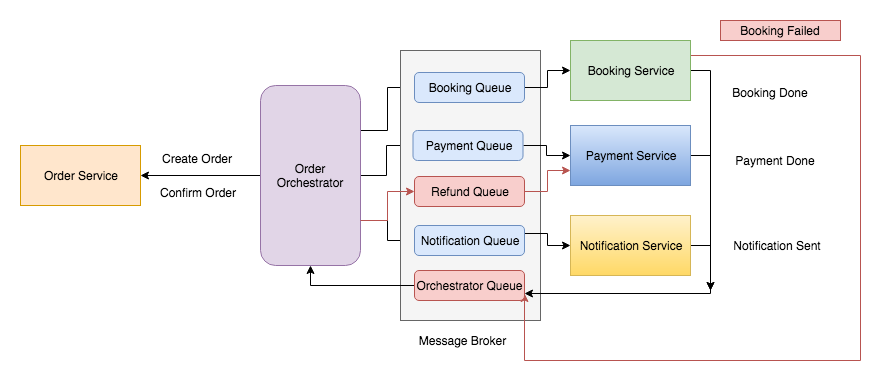 Booking Failed
Booking Queue
Booking Service
Booking Done
Order Service
Create Order
Confirm Order
Order
Orchestrator
Payment Queue
Payment Service
Payment Done
Refund Queue
Notification Queue
Notification Service
Notification Sent
Orchestrator Queue
Message Broker